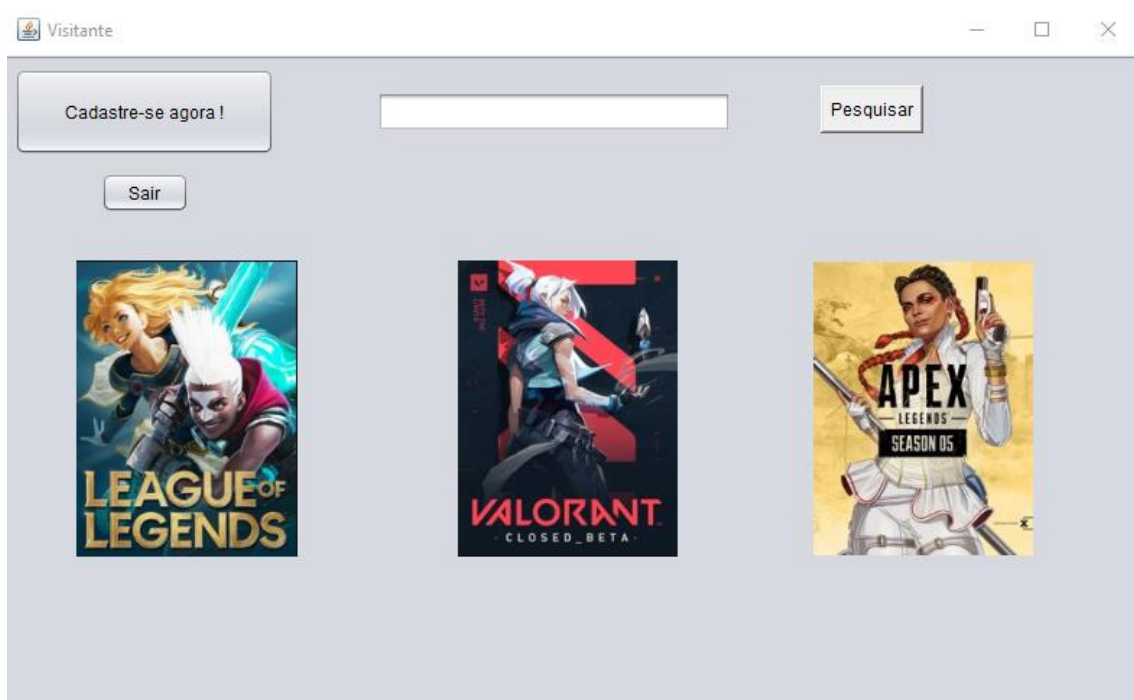 Visitante
Cadastre-se agora !
Pesquisar
Sair
LEAGUE OF
LEGENDS
VALORANT
CLOSED_BETA
APEX
LEGENDS
SEASON 05